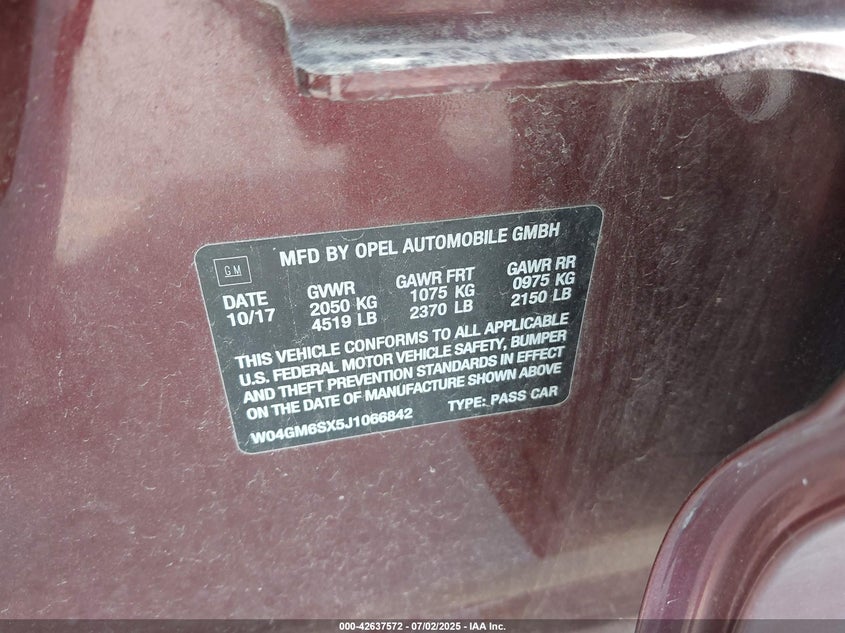 GM
MFD BY OPEL AUTOMOBILE GMBH
DATE
10/17
GVWR
2050 KG
4519 LB
GAWR FRT
1075 KG
2370 LB
GAWR RR
0975 KG
2150 LB
THIS VEHICLE CONFORMS TO ALL APPLICABLE
U.S. FEDERAL MOTOR VEHICLE SAFETY, BUMPER
AND THEFT PREVENTION STANDARDS IN EFFECT
ON THE DATE OF MANUFACTURE SHOWN ABOVE
W04GM6SX5J1066842 TYPE: PASS CAR
000-42637572 - 07/02/2025 - IAA Inc.